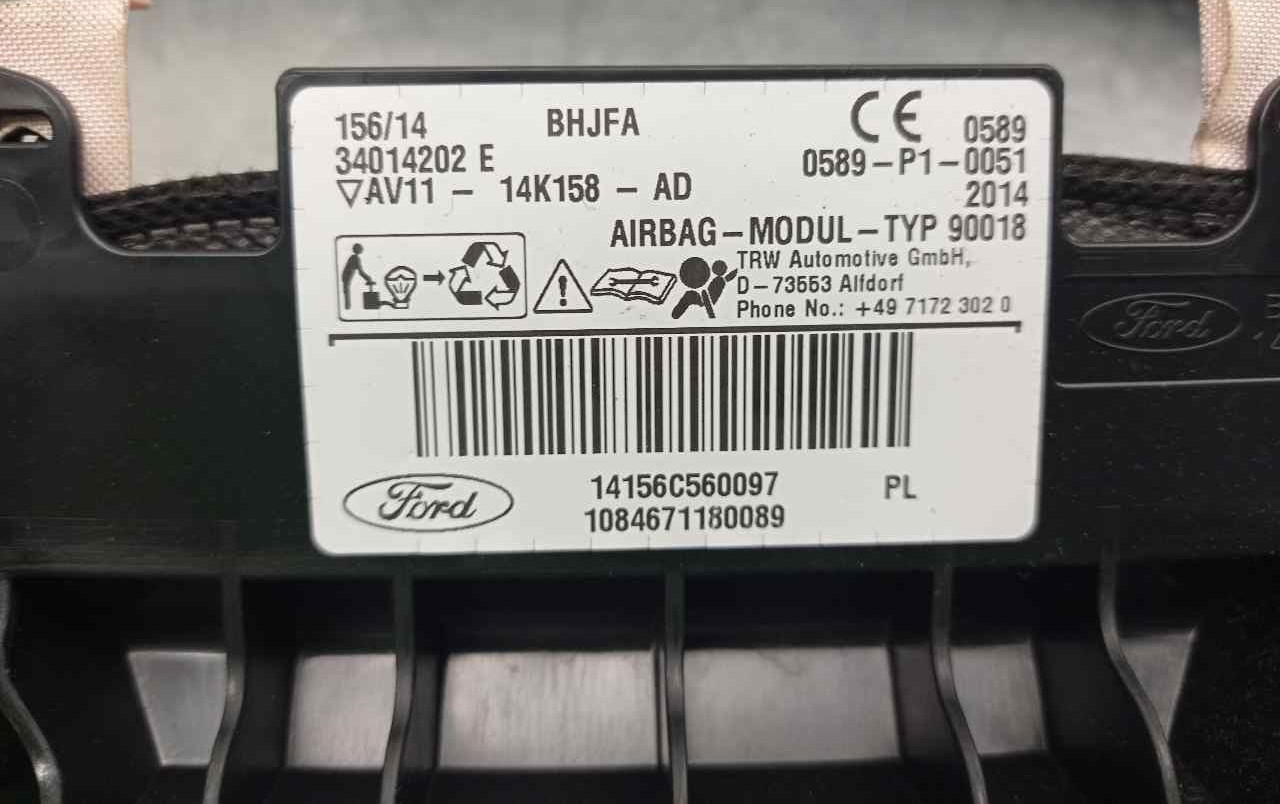 156/14 BHJFA CE 0589
34014202 E 0589-P1-0051
▽AV11 - 14K158 - AD 2014
AIRBAG-MODUL-TYP 90018
TRW Automotive GmbH,
D-73553 Alfdorf
Phone No.: +49 7172 302 0
Ford
Ford
14156C560097 PL
1084671180089